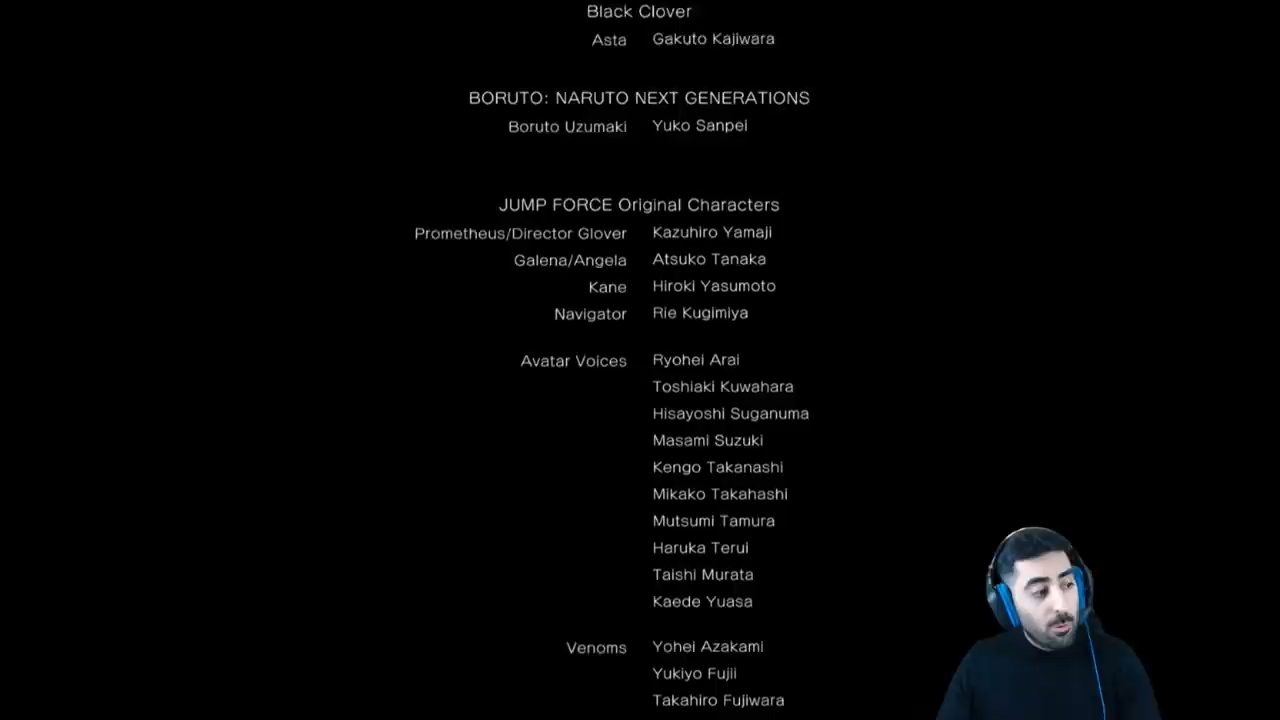 Black Clover
Asta Gakuto Kajiwara
BORUTO: NARUTO NEXT GENERATIONS
Boruto Uzumaki Yuko Sanpei
JUMP FORCE Original Characters
Prometheus/Director Glover Kazuhiro Yamaji
Galena/Angela Atsuko Tanaka
Kane Hiroki Yasumoto
Navigator Rie Kugimiya
Avatar Voices Ryohei Arai
Toshiaki Kuwahara
Hisayoshi Suganuma
Masami Suzuki
Kengo Takanashi
Mikako Takahashi
Mutsumi Tamura
Haruka Terui
Taishi Murata
Kaede Yuasa
Venoms Yohei Azakami
Yukiyo Fujii
Takahiro Fujiwara